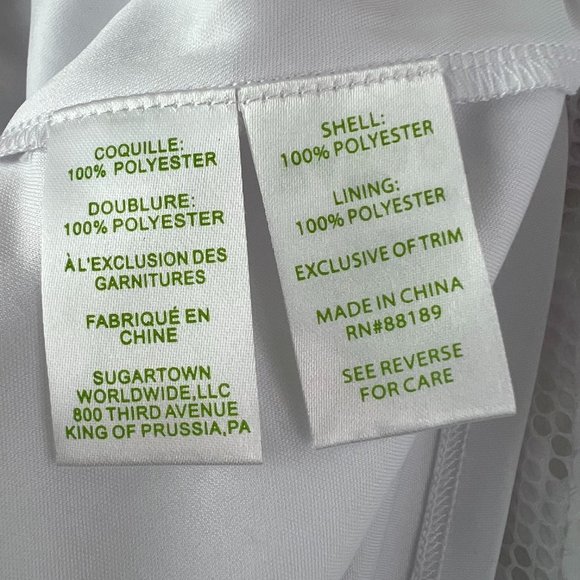 COQUILLE:
100% POLYESTER
DOUBLURE:
100% POLYESTER
À L'EXCLUSION DES
GARNITURES
FABRIQUÉ EN
CHINE
SUGARTOWN
WORLDWIDE,LLC
800 THIRD AVENUE
KING OF PRUSSIA,PA
SHELL:
100% POLYESTER
LINING:
100% POLYESTER
EXCLUSIVE OF TRIM
MADE IN CHINA
RN#88189
SEE REVERSE
FOR CARE